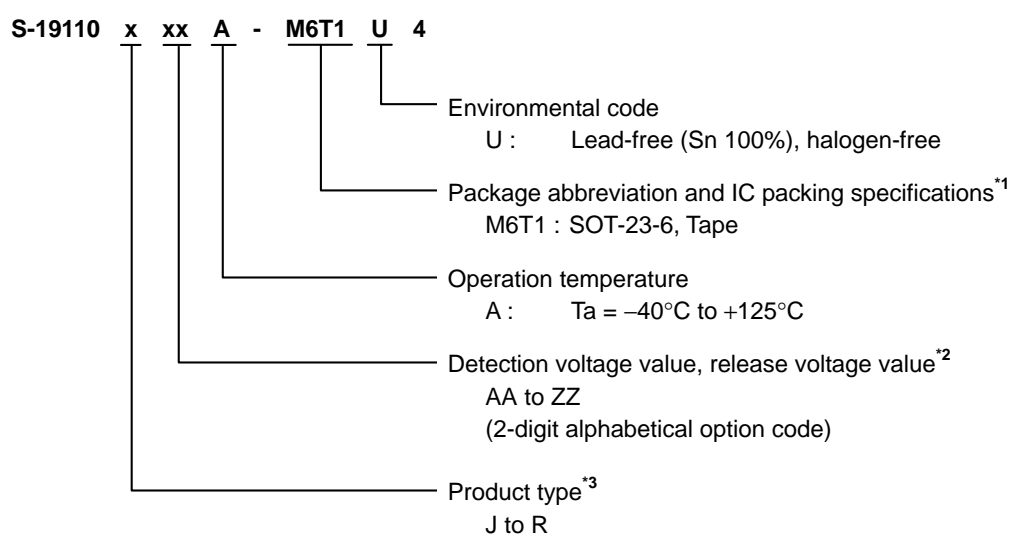 S-19110 x xx A - M6T1 U 4
Environmental code
U : Lead-free (Sn 100%), halogen-free
Package abbreviation and IC packing specifications*1
M6T1 : SOT-23-6, Tape
Operation temperature
A : Ta = −40°C to +125°C
Detection voltage value, release voltage value*2
AA to ZZ
(2-digit alphabetical option code)
Product type*3
J to R